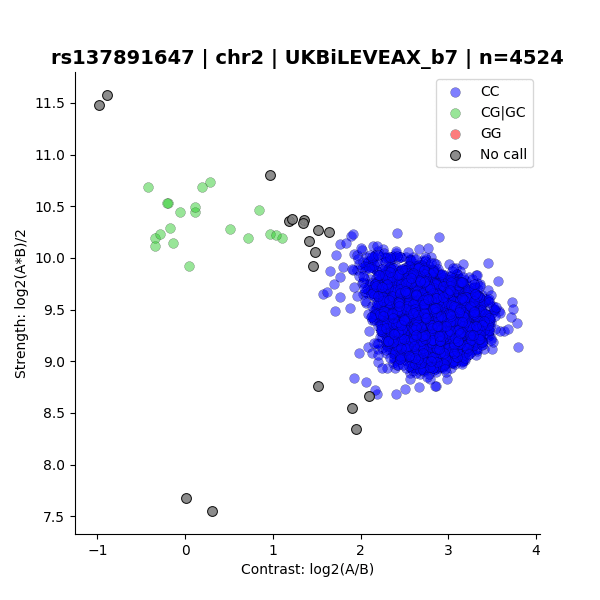 rs137891647 | chr2 | UKBiLEVEAX_b7 | n=4524
CC
CG|GC
GG
No call
Strength: log2(A*B)/2
11.5
11.0
10.5
10.0
9.5
9.0
8.5
8.0
7.5
−1
0
1
2
3
4
Contrast: log2(A/B)